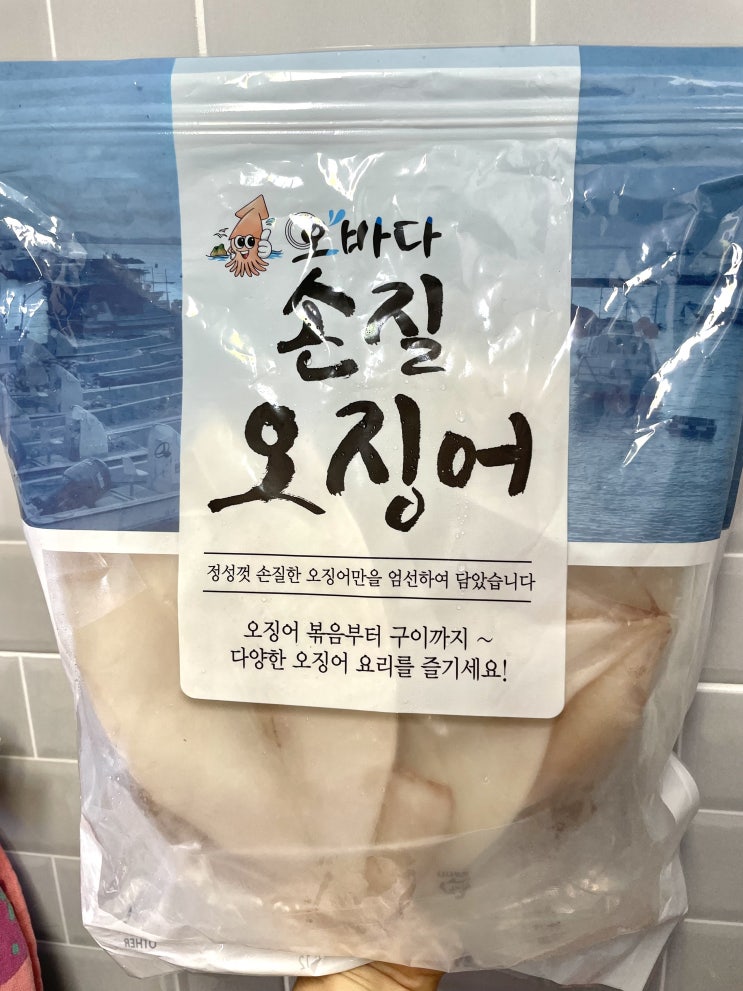 오바다
손질
오징어
정성껏 손질한 오징어만을 엄선하여 담았습니다
오징어 볶음부터 구이까지 ~
다양한 오징어 요리를 즐기세요!
OTHER